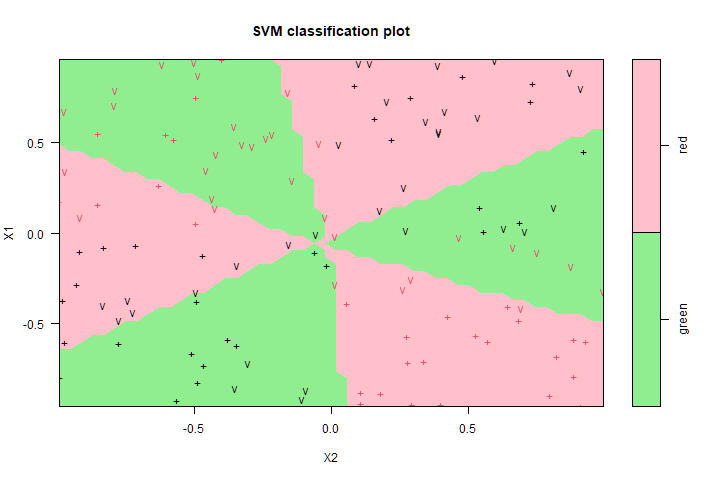 SVM classification plot
0.5
0.0
-0.5
X1
-0.5
0.0
0.5
X2
red
green